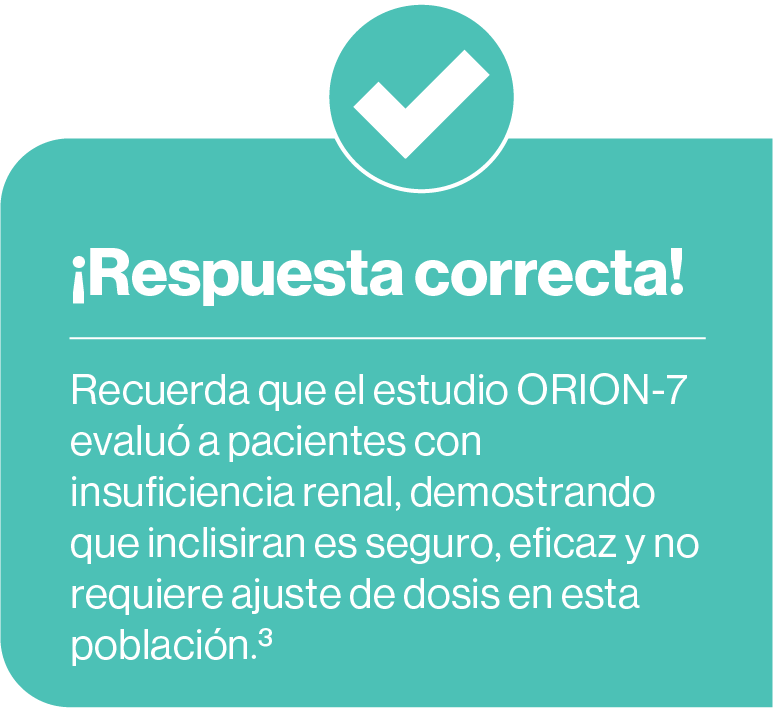 ¡Respuesta correcta!
Recuerda que el estudio ORION-7
evaluó a pacientes con
insuficiencia renal, demostrando
que inclisiran es seguro, eficaz y no
requiere ajuste de dosis en esta
población.³